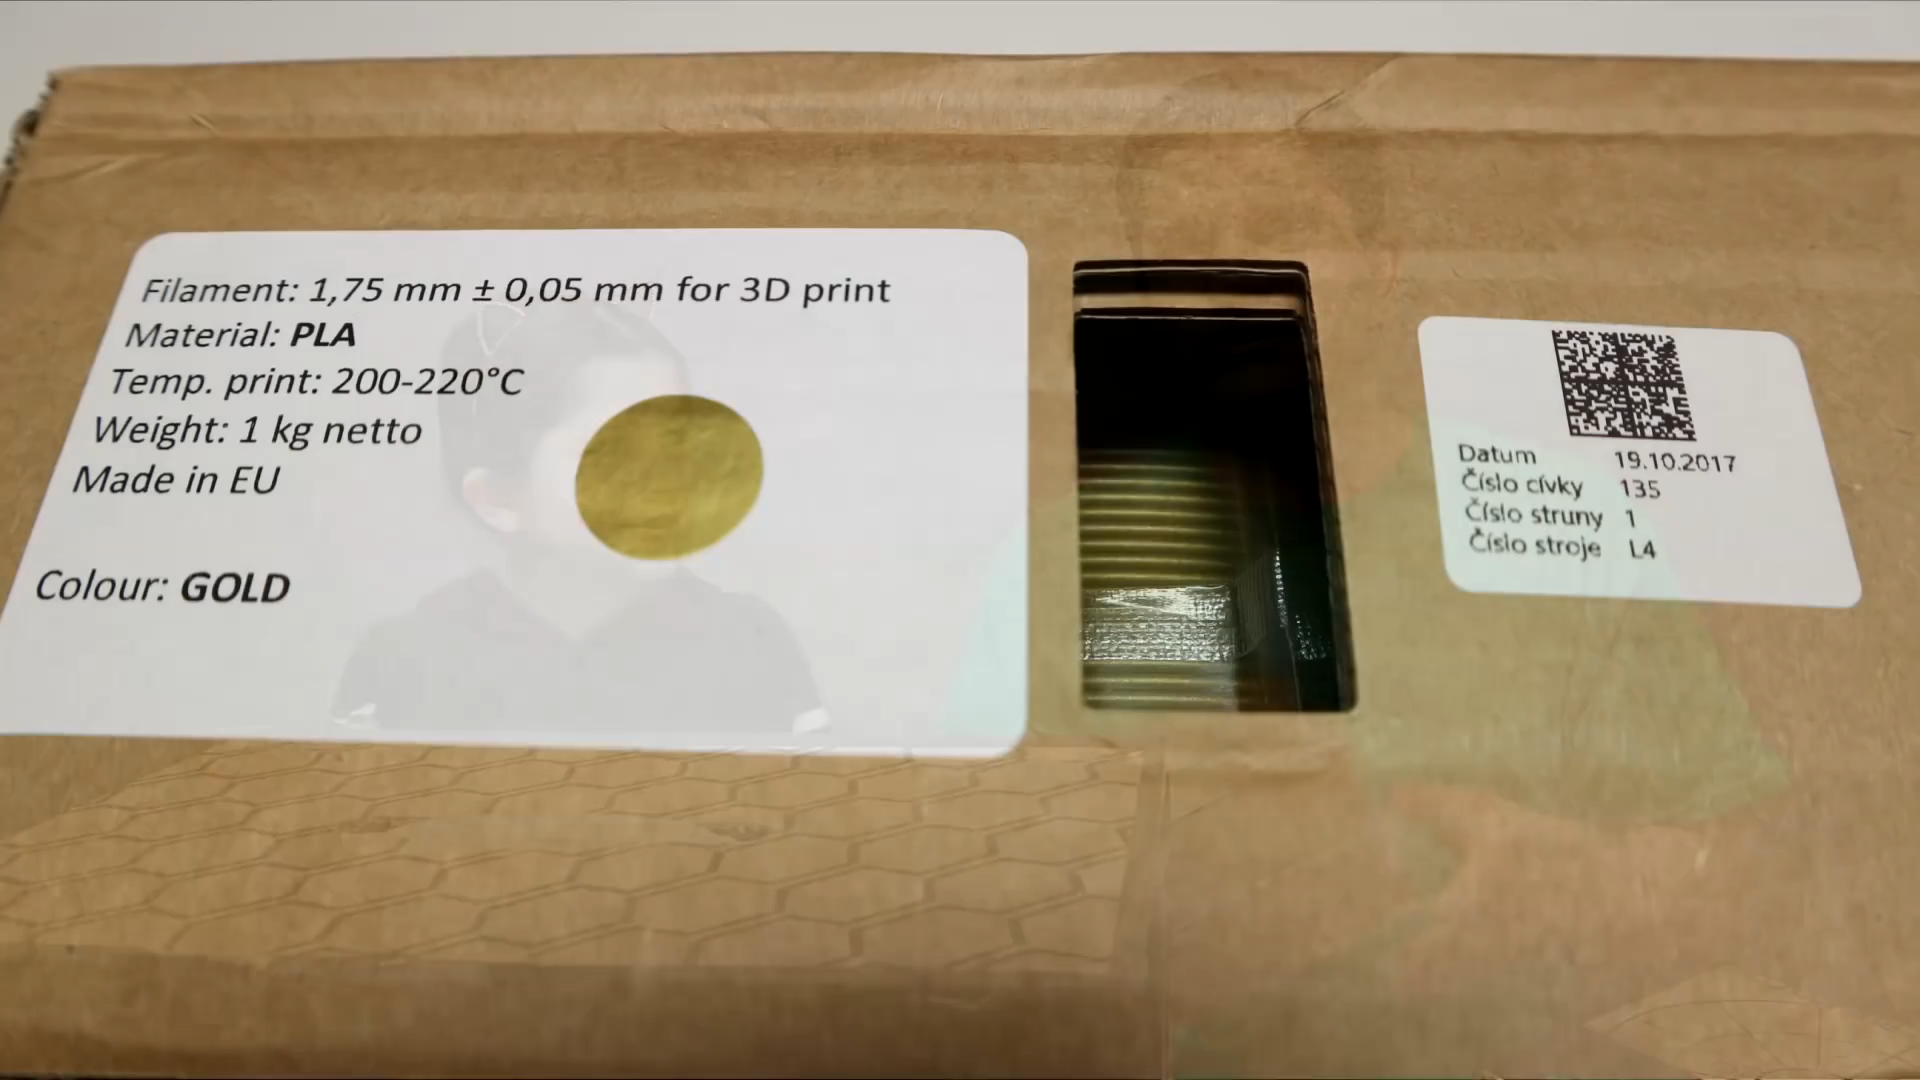 Filament: 1,75 mm ± 0,05 mm for 3D print
Material: PLA
Temp. print: 200-220°C
Weight: 1 kg netto
Made in EU
Colour: GOLD
Datum 19.10.2017
Číslo cívky 135
Číslo struny 1
Číslo stroje L4